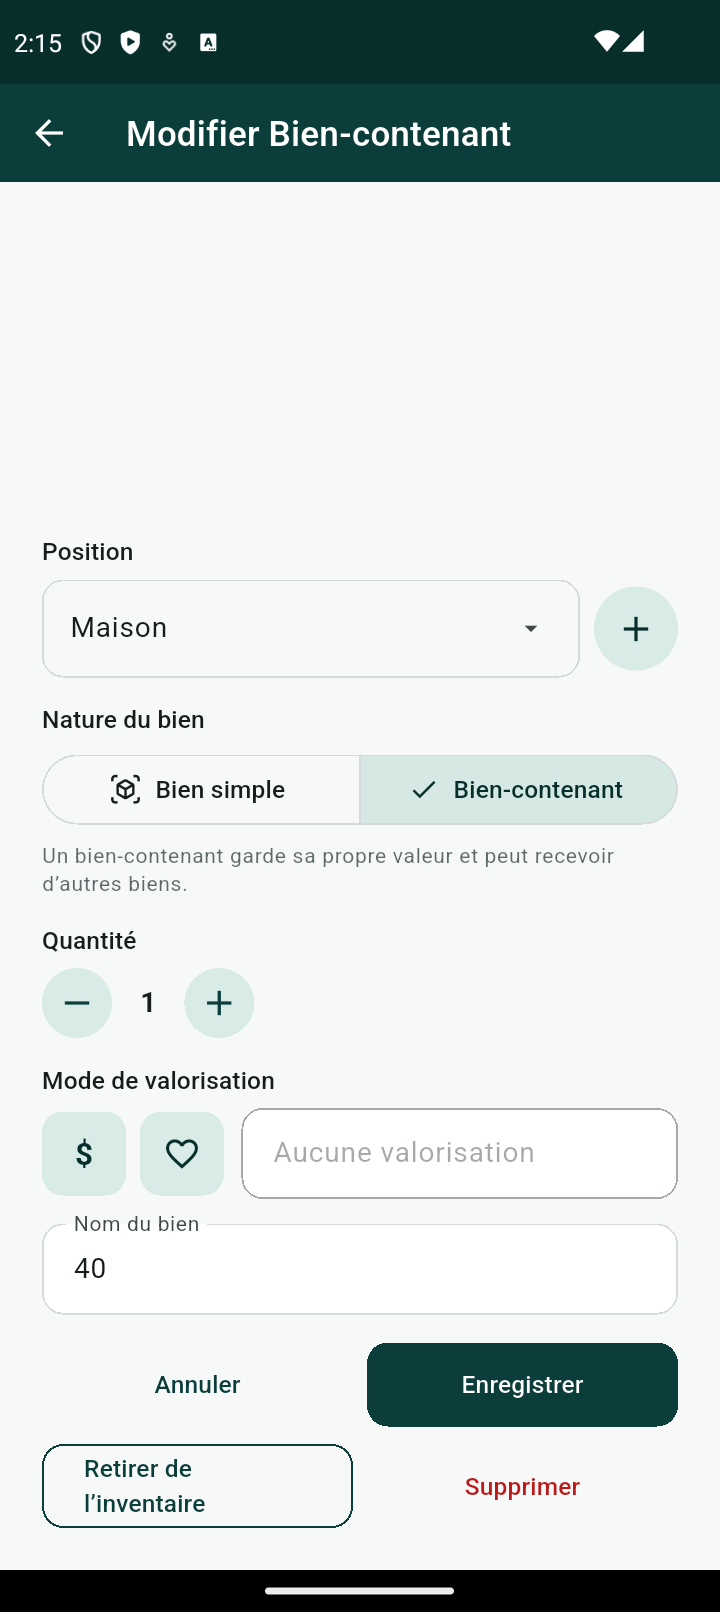 2:15
Modifier Bien-contenant
Position
Maison
Nature du bien
Bien simple
Bien-contenant
Un bien-contenant garde sa propre valeur et peut recevoir
d’autres biens.
Quantité
1
Mode de valorisation
$
Aucune valorisation
Nom du bien
40
Annuler
Enregistrer
Retirer de
l’inventaire
Supprimer